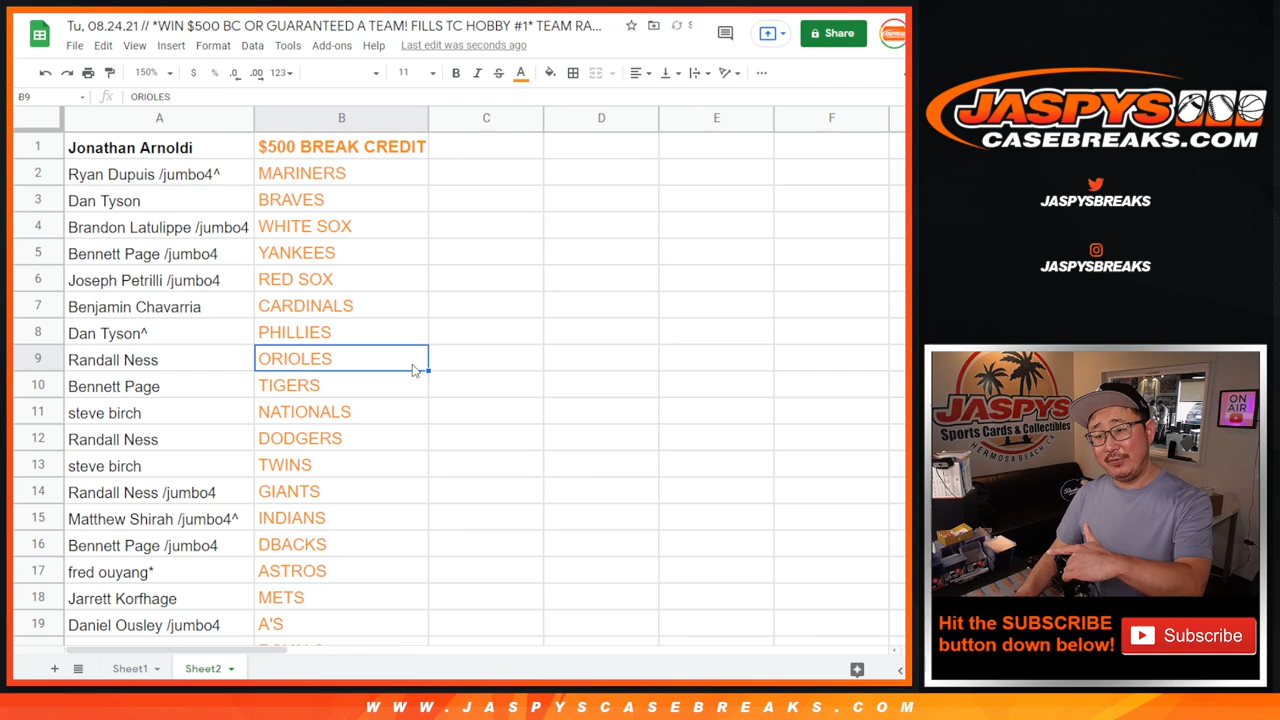 Tu, 08.24.21 // *WIN $500 BC OR GUARANTEED A TEAM! FILLS TC HOBBY #1* TEAM RA...
File Edit View Insert Format Data Tools Add-ons Help Last edit was seconds ago
Share
150% $ % .0 .00 123 11 B I S A
B9 fx ORIOLES
A B C D E F
1 Jonathan Arnoldi $500 BREAK CREDIT
2 Ryan Dupuis /jumbo4^ MARINERS
3 Dan Tyson BRAVES
4 Brandon Latulippe /jumbo4 WHITE SOX
5 Bennett Page /jumbo4 YANKEES
6 Joseph Petrilli /jumbo4 RED SOX
7 Benjamin Chavarria CARDINALS
8 Dan Tyson^ PHILLIES
9 Randall Ness ORIOLES
10 Bennett Page TIGERS
11 steve birch NATIONALS
12 Randall Ness DODGERS
13 steve birch TWINS
14 Randall Ness /jumbo4 GIANTS
15 Matthew Shirah /jumbo4^ INDIANS
16 Bennett Page /jumbo4 DBACKS
17 fred ouyang* ASTROS
18 Jarrett Korfhage METS
19 Daniel Ousley /jumbo4 A'S
Sheet1 Sheet2
JASPYS
CASEBREAKS.COM
JASPYSBREAKS
JASPYSBREAKS
JASPYS
Sports Cards & Collectibles
HERMOSA BEACH, CA
ON AIR
Hit the SUBSCRIBE
button down below!
Subscribe
WWW.JASPYSCASEBREAKS.COM